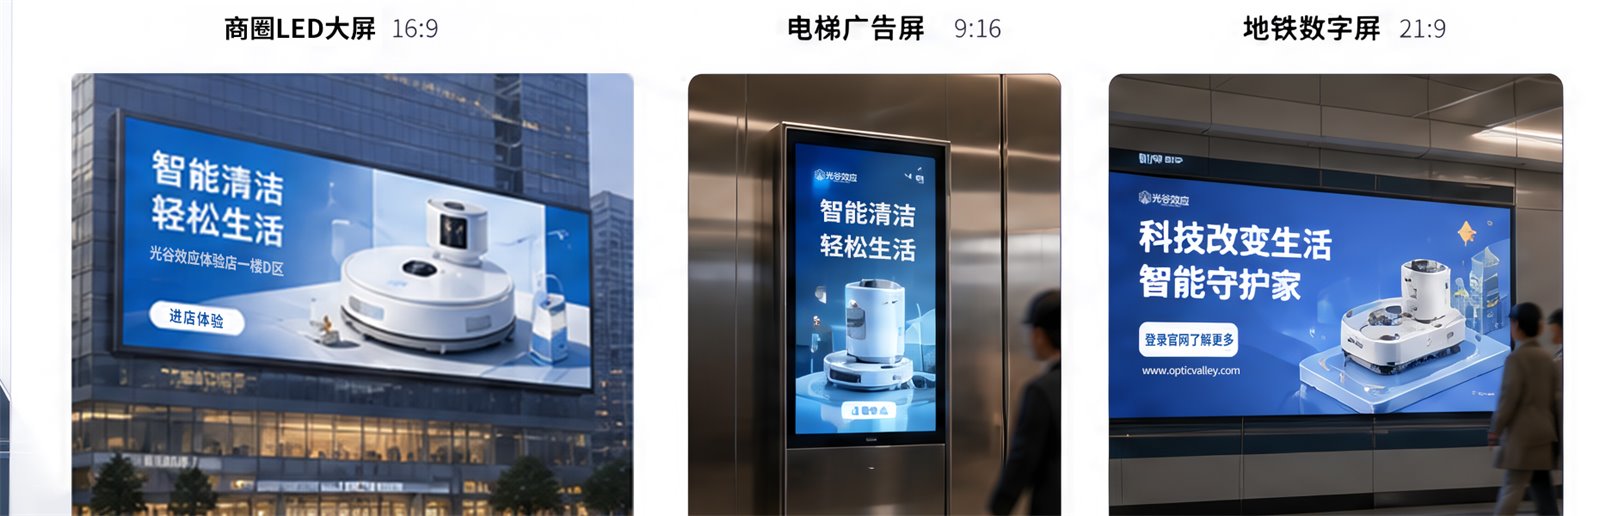 商圈LED大屏 16:9
智能清洁
轻松生活
光谷效应体验店一楼D区
进店体验
电梯广告屏 9:16
光谷效应
智能清洁
轻松生活
地铁数字屏 21:9
光谷效应
科技改变生活
智能守护家
登录官网了解更多
www.opticvalley.com